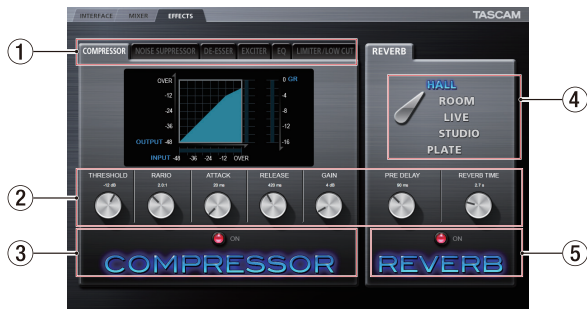 INTERFACE MIXER EFFECTS TASCAM
1 COMPRESSOR NOISE SUPPRESSOR DE-ESSER EXCITER EQ LIMITER/LOW CUT REVERB
OVER 0 GR
-12 -4
-24 -8
-36 -12
OUTPUT -48 -16
INPUT -48 -36 -24 -12 OVER
HALL
ROOM
LIVE
STUDIO
PLATE
4
2
THRESHOLD RARIO ATTACK RELEASE GAIN PRE DELAY REVERB TIME
-12 dB 2.0:1 20 ms 420 ms 4 dB 80 ms 2.7 s
3 ON ON 5
COMPRESSOR REVERB